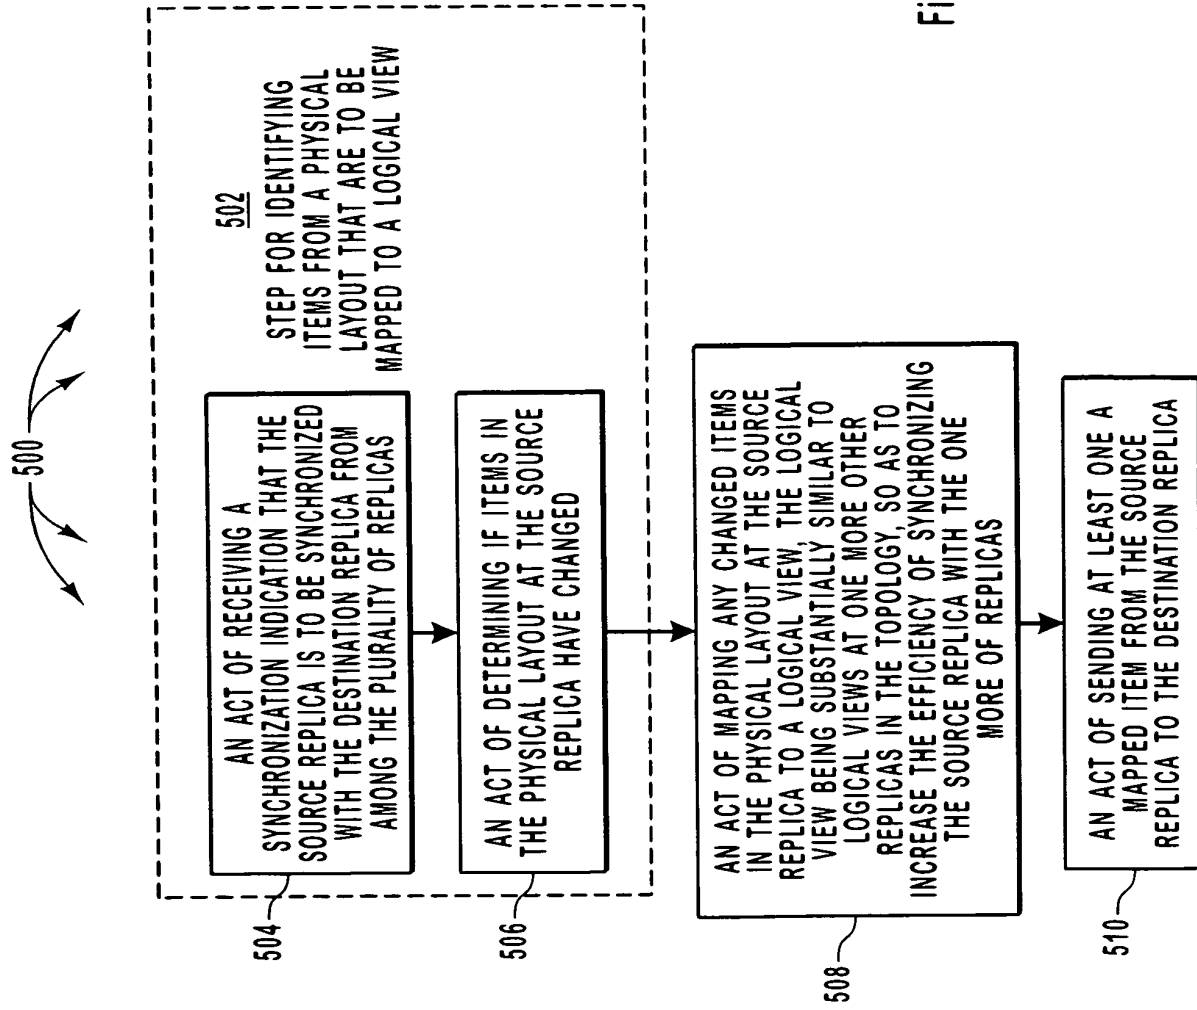 500
502
STEP FOR IDENTIFYING
ITEMS FROM A PHYSICAL
LAYOUT THAT ARE TO BE
MAPPED TO A LOGICAL VIEW
504
AN ACT OF RECEIVING A
SYNCHRONIZATION INDICATION THAT THE
SOURCE REPLICA IS TO BE SYNCHRONIZED
WITH THE DESTINATION REPLICA FROM
AMONG THE PLURALITY OF REPLICAS
506
AN ACT OF DETERMINING IF ITEMS IN
THE PHYSICAL LAYOUT AT THE SOURCE
REPLICA HAVE CHANGED
508
AN ACT OF MAPPING ANY CHANGED ITEMS
IN THE PHYSICAL LAYOUT AT THE SOURCE
REPLICA TO A LOGICAL VIEW, THE LOGICAL
VIEW BEING SUBSTANTIALLY SIMILAR TO
LOGICAL VIEWS AT ONE MORE OTHER
REPLICAS IN THE TOPOLOGY, SO AS TO
INCREASE THE EFFICIENCY OF SYNCHRONIZING
THE SOURCE REPLICA WITH THE ONE
MORE OF REPLICAS
510
AN ACT OF SENDING AT LEAST ONE A
MAPPED ITEM FROM THE SOURCE
REPLICA TO THE DESTINATION REPLICA